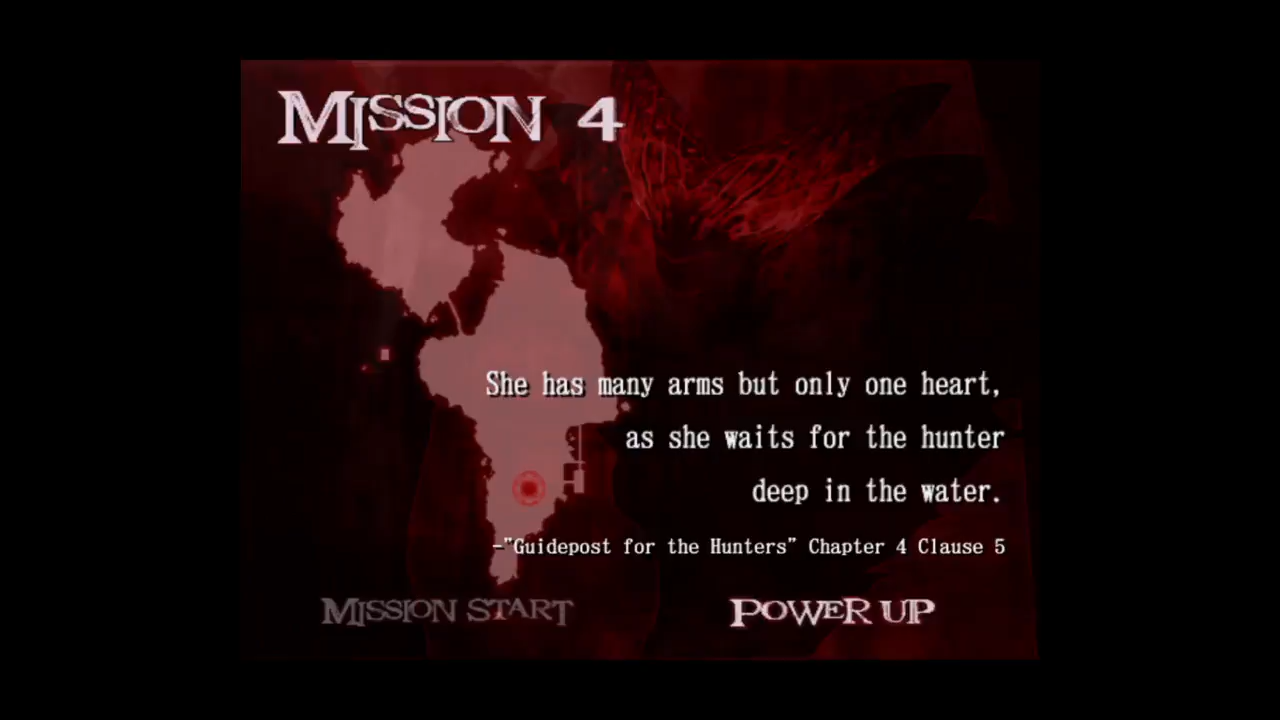 MISSION 4
She has many arms but only one heart,
as she waits for the hunter
deep in the water.
-"Guidepost for the Hunters" Chapter 4 Clause 5
MISSION START
POWER UP